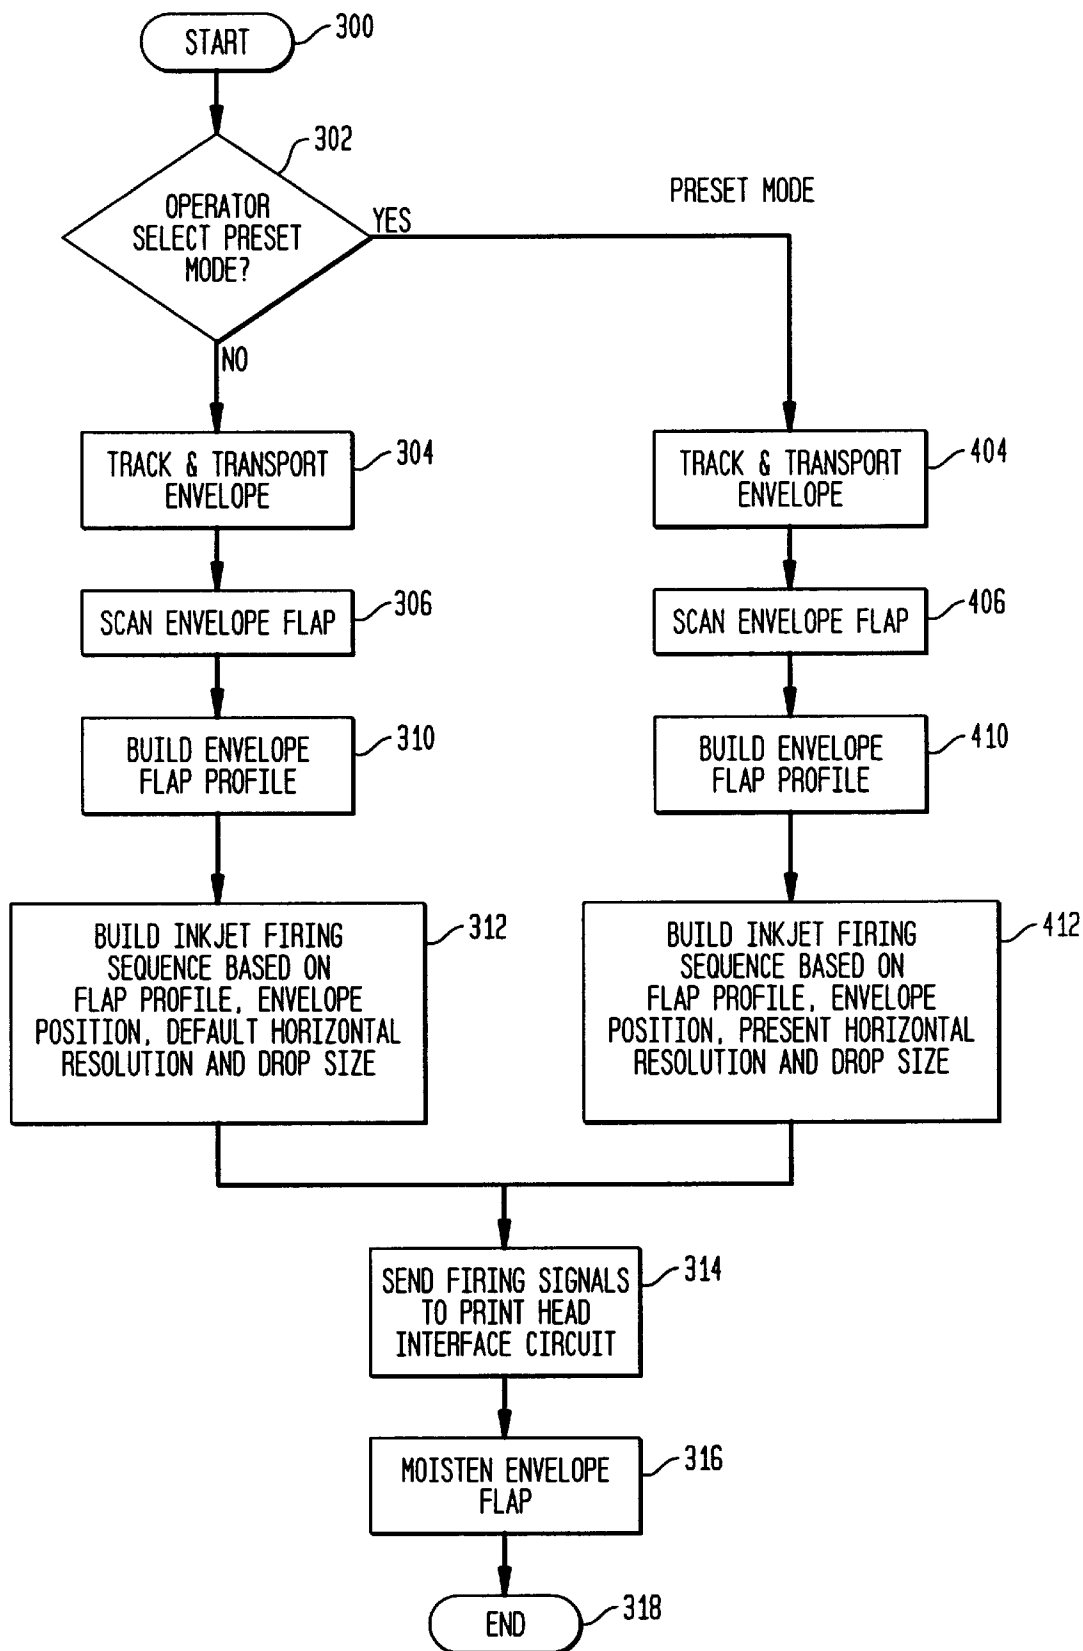 START
300
302
OPERATOR
SELECT PRESET
MODE?
YES
PRESET MODE
NO
TRACK & TRANSPORT
ENVELOPE
304
SCAN ENVELOPE FLAP
306
BUILD ENVELOPE
FLAP PROFILE
310
BUILD INKJET FIRING
SEQUENCE BASED ON
FLAP PROFILE, ENVELOPE
POSITION, DEFAULT HORIZONTAL
RESOLUTION AND DROP SIZE
312
TRACK & TRANSPORT
ENVELOPE
404
SCAN ENVELOPE FLAP
406
BUILD ENVELOPE
FLAP PROFILE
410
BUILD INKJET FIRING
SEQUENCE BASED ON
FLAP PROFILE, ENVELOPE
POSITION, PRESENT HORIZONTAL
RESOLUTION AND DROP SIZE
412
SEND FIRING SIGNALS
TO PRINT HEAD
INTERFACE CIRCUIT
314
MOISTEN ENVELOPE
FLAP
316
END
318